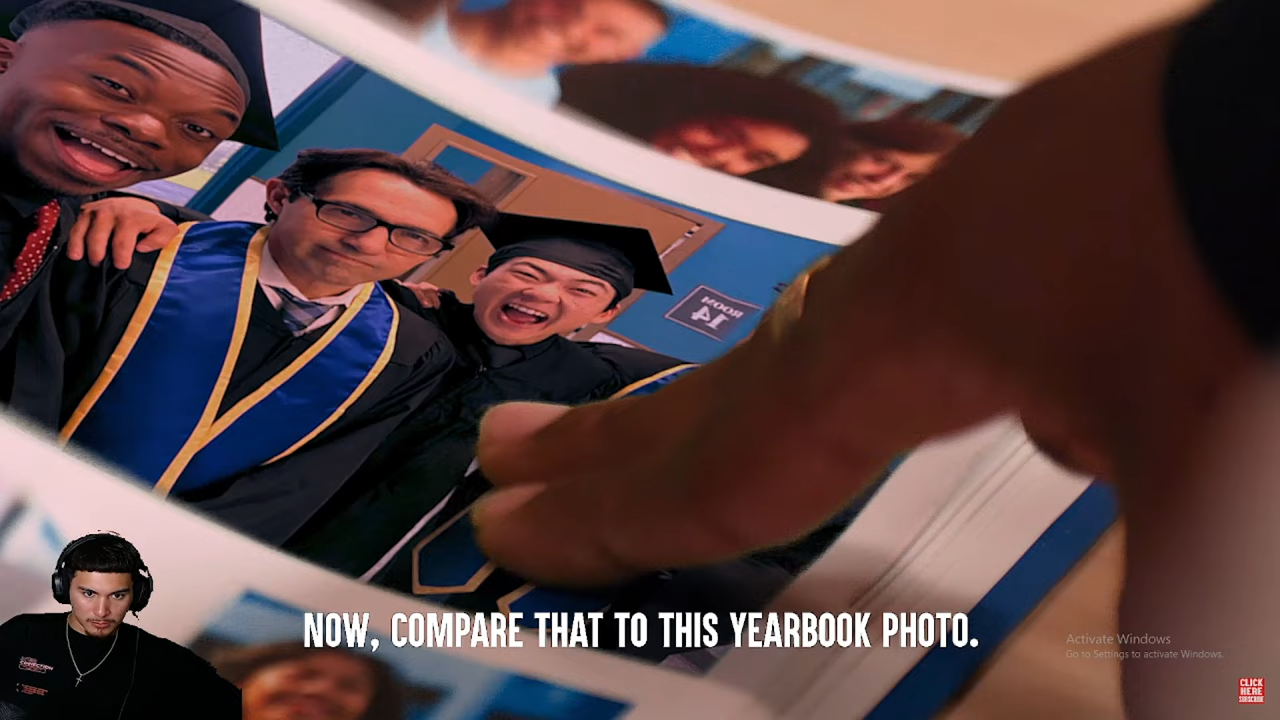 ROOM
14
NOW, COMPARE THAT TO THIS YEARBOOK PHOTO.
Activate Windows
Go to Settings to activate Windows.
CLICK
HERE
SUBSCRIBE